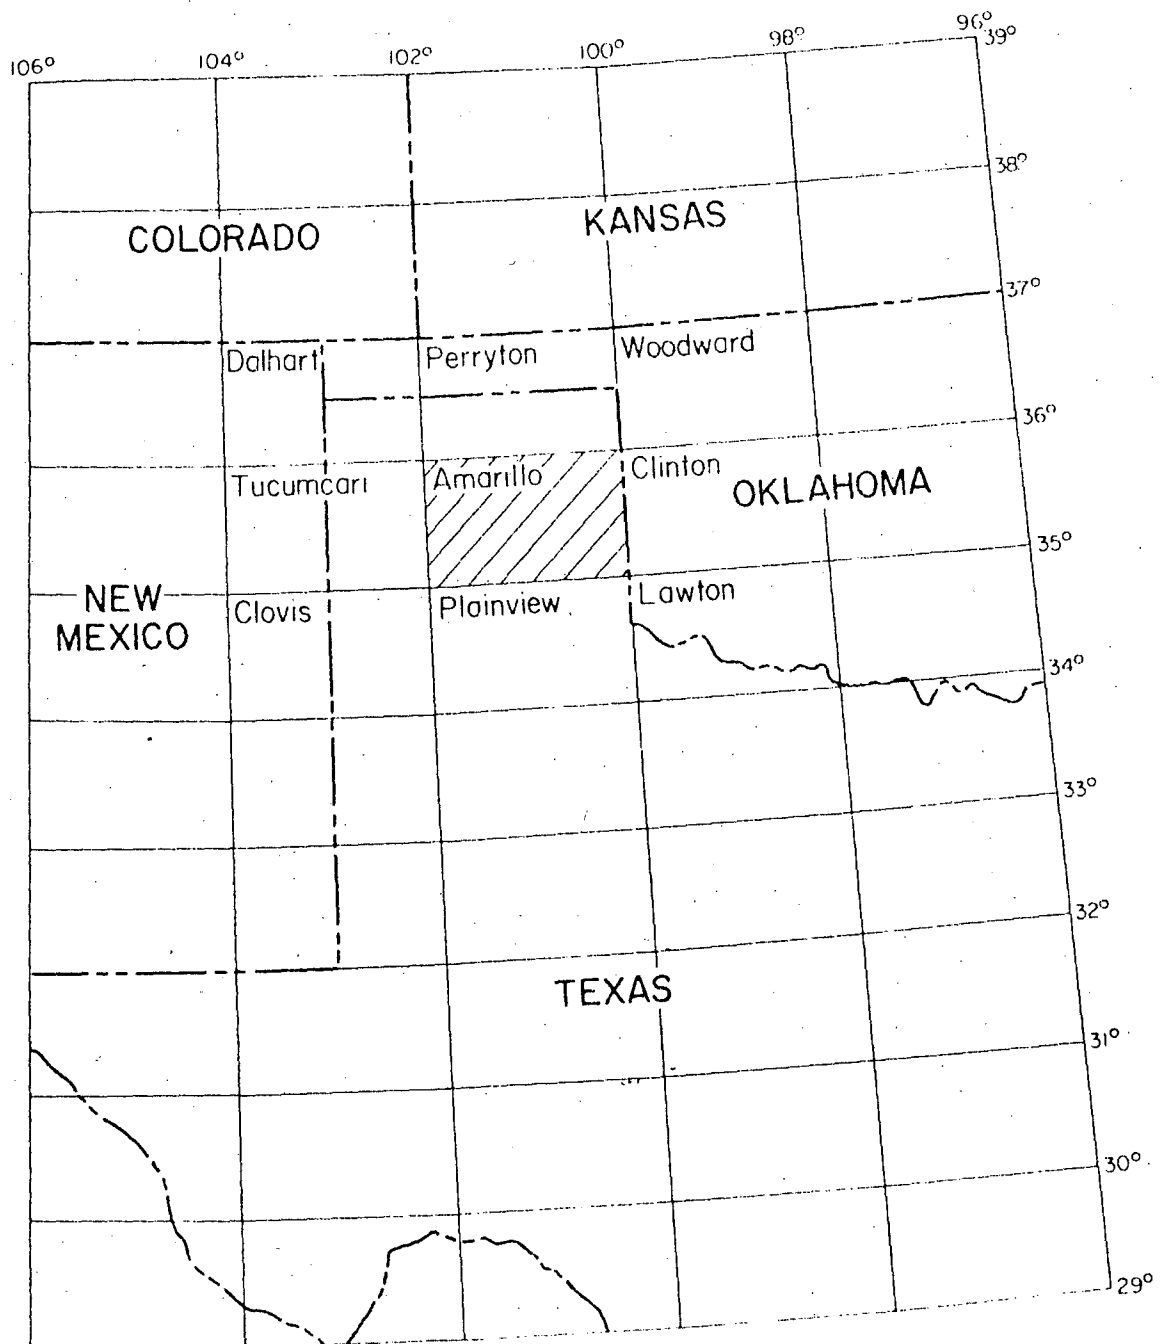 106°
104°
102°
100°
98°
96°
39°
38°
COLORADO
KANSAS
37°
Dalhart
Perryton
Woodward
36°
Tucumcari
Amarillo
Clinton
OKLAHOMA
35°
NEW
MEXICO
Clovis
Plainview
Lawton
34°
33°
32°
TEXAS
31°
30°
29°